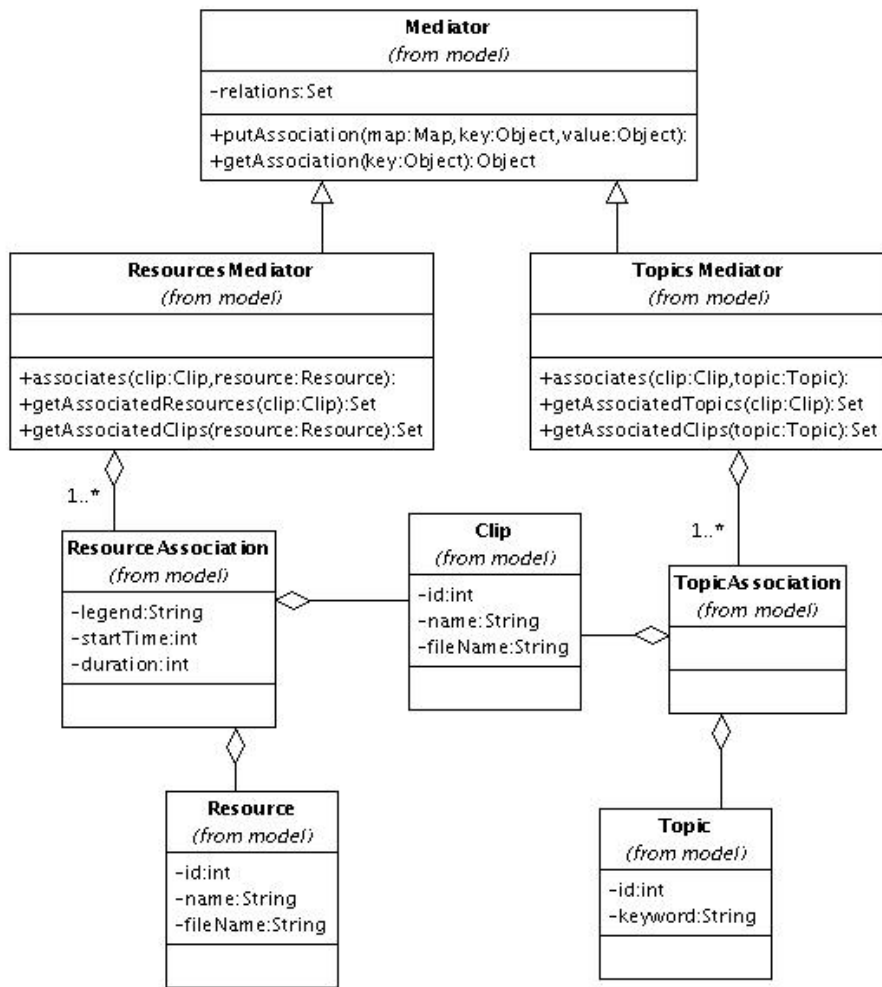 Mediator
(from model)
-relations:Set
+putAssociation(map:Map,key:Object,value:Object):
+getAssociation(key:Object):Object
ResourcesMediator
(from model)
+associates(clip:Clip,resource:Resource):
+getAssociatedResources(clip:Clip):Set
+getAssociatedClips(resource:Resource):Set
TopicsMediator
(from model)
+associates(clip:Clip,topic:Topic):
+getAssociatedTopics(clip:Clip):Set
+getAssociatedClips(topic:Topic):Set
1..*
1..*
ResourceAssociation
(from model)
-legend:String
-startTime:int
-duration:int
Clip
(from model)
-id:int
-name:String
-fileName:String
TopicAssociation
(from model)
Resource
(from model)
-id:int
-name:String
-fileName:String
Topic
(from model)
-id:int
-keyword:String